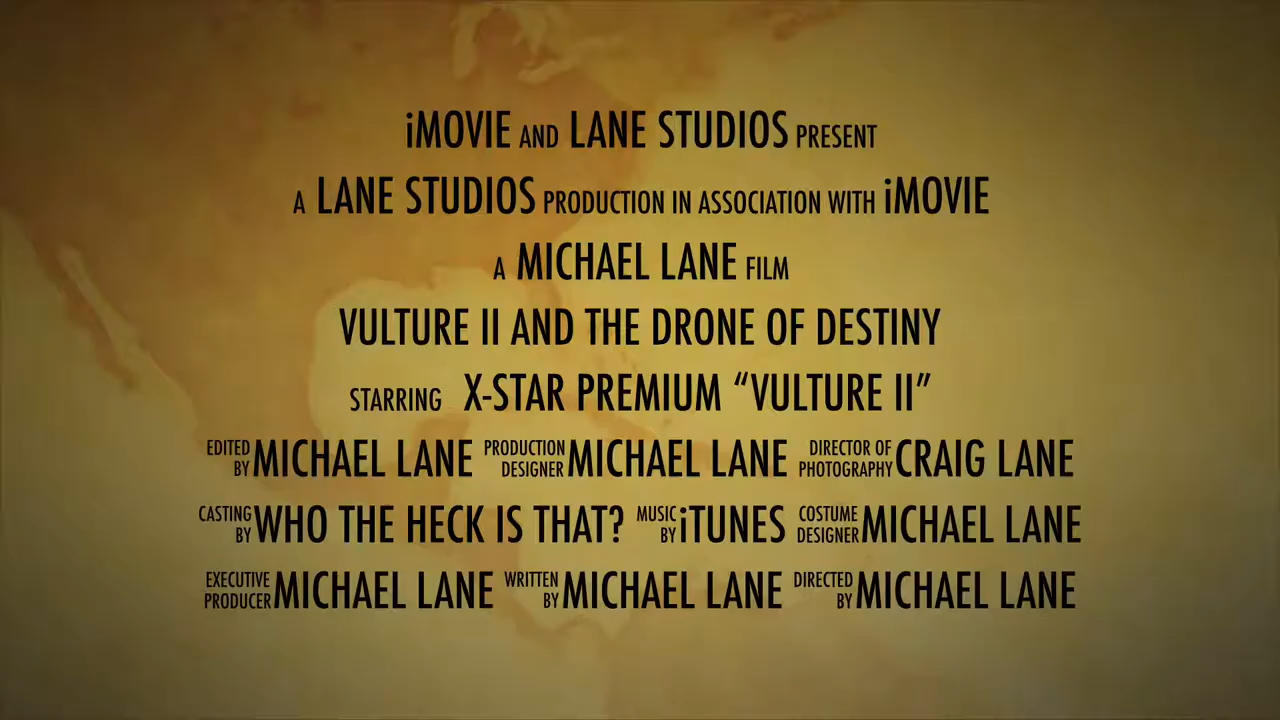 iMOVIE AND LANE STUDIOS PRESENT
A LANE STUDIOS PRODUCTION IN ASSOCIATION WITH iMOVIE
A MICHAEL LANE FILM
VULTURE II AND THE DRONE OF DESTINY
STARRING X-STAR PREMIUM “VULTURE II”
EDITED BY MICHAEL LANE PRODUCTION DESIGNER MICHAEL LANE DIRECTOR OF PHOTOGRAPHY CRAIG LANE
CASTING BY WHO THE HECK IS THAT? MUSIC BY iTUNES COSTUME DESIGNER MICHAEL LANE
EXECUTIVE PRODUCER MICHAEL LANE WRITTEN BY MICHAEL LANE DIRECTED BY MICHAEL LANE